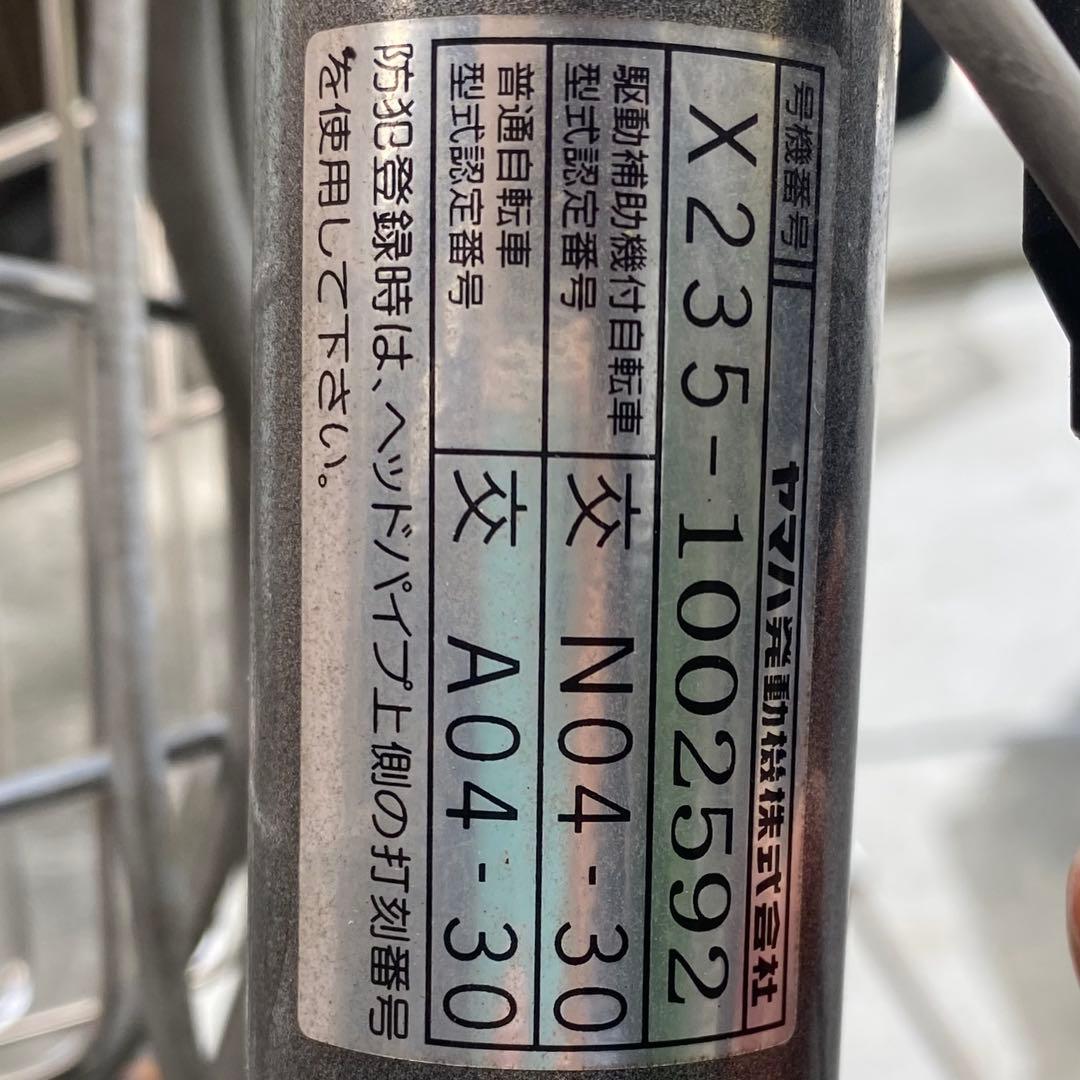 号機番号 ヤマハ発動機株式会社
X235-1002592
駆動補助機付自転車
型式認定番号
交 N04-30
普通自転車
型式認定番号
交 A04-30
防犯登録時は、ヘッドパイプ上側の打刻番号
を使用して下さい。